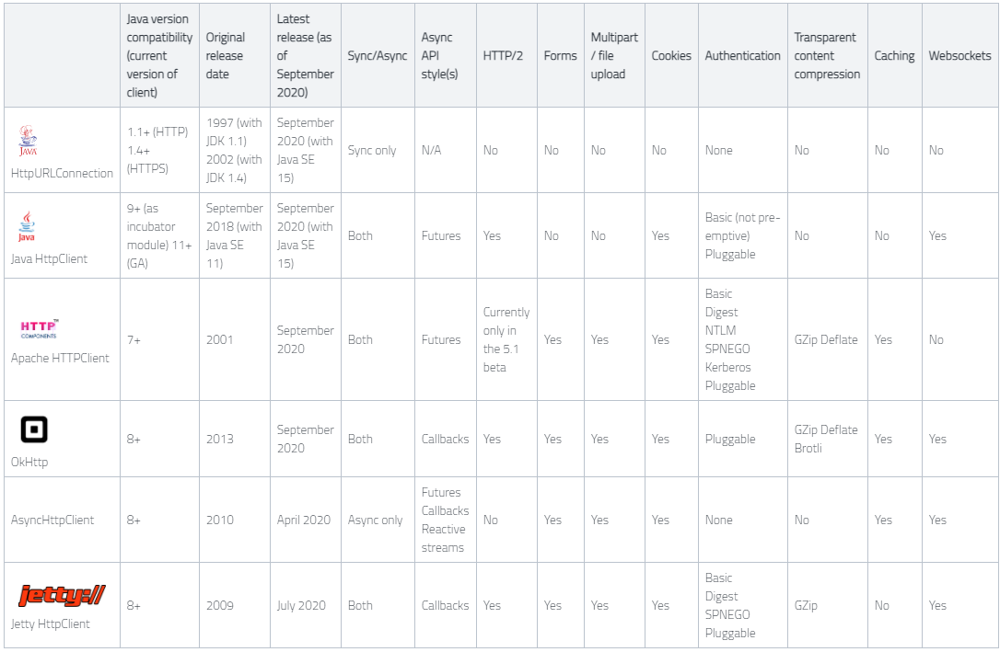 Java version compatibility (current version of client)
Original release date
Latest release (as of September 2020)
Sync/Async
Async API style(s)
HTTP/2
Forms
Multipart / file upload
Cookies
Authentication
Transparent content compression
Caching
Websockets
JAVA
HttpURLConnection
1.1+ (HTTP) 1.4+ (HTTPS)
1997 (with JDK 1.1) 2002 (with JDK 1.4)
September 2020 (with Java SE 15)
Sync only
N/A
No
No
No
No
None
No
No
No
Java
Java HttpClient
9+ (as incubator module) 11+ (GA)
September 2018 (with Java SE 11)
September 2020 (with Java SE 15)
Both
Futures
Yes
No
No
Yes
Basic (not pre-emptive) Pluggable
No
No
Yes
HTTP™ COMPONENTS
Apache HTTPClient
7+
2001
September 2020
Both
Futures
Currently only in the 5.1 beta
Yes
Yes
Yes
Basic Digest NTLM SPNEGO Kerberos Pluggable
GZip Deflate
Yes
No
OkHttp
8+
2013
September 2020
Both
Callbacks
Yes
Yes
Yes
Yes
Pluggable
GZip Deflate Brotli
Yes
Yes
AsyncHttpClient
8+
2010
April 2020
Async only
Futures Callbacks Reactive streams
No
Yes
Yes
Yes
None
No
Yes
Yes
jetty://
Jetty HttpClient
8+
2009
July 2020
Both
Callbacks
Yes
Yes
Yes
Yes
Basic Digest SPNEGO Pluggable
GZip
No
Yes